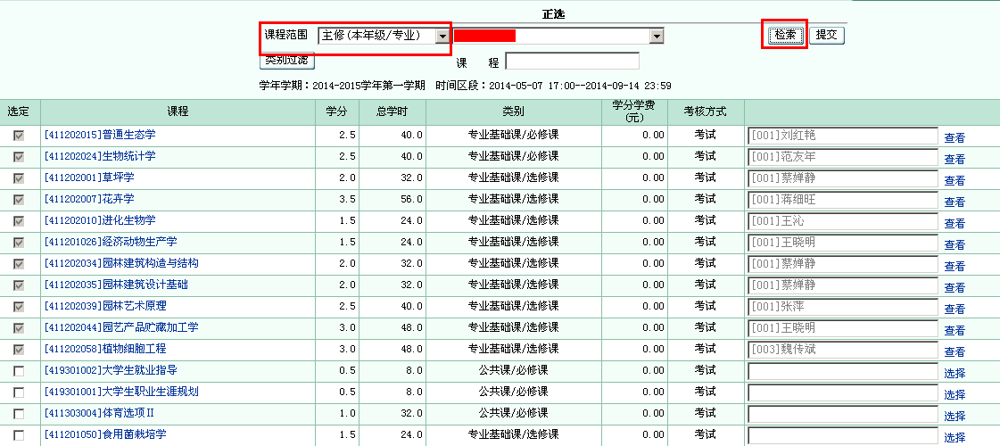 正选
课程范围 主修(本年级/专业) 检索 提交
类别过滤 课 程
学年学期：2014-2015学年第一学期 时间区段：2014-05-07 17:00--2014-09-14 23:59
选定 课程 学分 总学时 类别 学分学费(元) 考核方式
[411202015]普通生态学 2.5 40.0 专业基础课/必修课 0.00 考试 [001]刘红艳 查看
[411202024]生物统计学 2.5 40.0 专业基础课/必修课 0.00 考试 [001]范友年 查看
[411202001]草坪学 2.0 32.0 专业基础课/选修课 0.00 考试 [001]蔡婵静 查看
[411202007]花卉学 3.5 56.0 专业基础课/选修课 0.00 考试 [001]蒋细旺 查看
[411202010]进化生物学 1.5 24.0 专业基础课/选修课 0.00 考试 [001]王沁 查看
[411201026]经济动物生产学 1.5 24.0 专业基础课/选修课 0.00 考试 [001]王晓明 查看
[411202034]园林建筑构造与结构 2.0 32.0 专业基础课/选修课 0.00 考试 [001]蔡婵静 查看
[411202035]园林建筑设计基础 2.0 32.0 专业基础课/选修课 0.00 考试 [001]蔡婵静 查看
[411202039]园林艺术原理 2.5 40.0 专业基础课/选修课 0.00 考试 [001]张萍 查看
[411202044]园艺产品贮藏加工学 3.0 48.0 专业基础课/选修课 0.00 考试 [001]王晓明 查看
[411202058]植物细胞工程 3.0 48.0 专业基础课/选修课 0.00 考试 [003]魏传斌 查看
[419301002]大学生就业指导 0.5 8.0 公共课/必修课 0.00 考试 选择
[419301001]大学生职业生涯规划 0.5 8.0 公共课/必修课 0.00 考试 选择
[411303004]体育选项Ⅱ 1.0 32.0 公共课/必修课 0.00 考试 选择
[411201050]食用菌栽培学 1.5 24.0 专业基础课/选修课 0.00 考试 选择